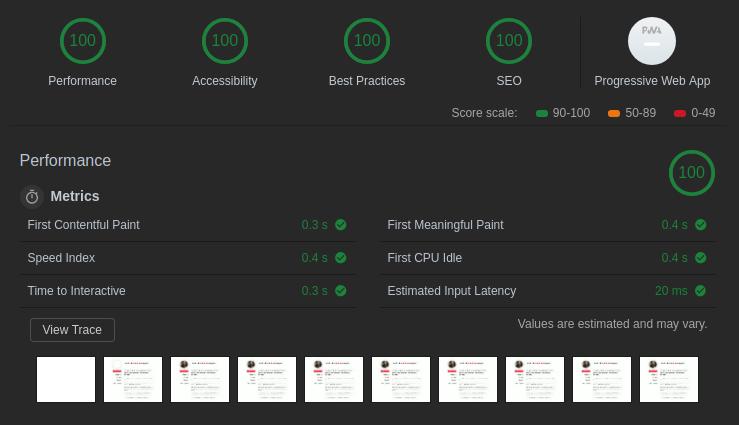 100 100 100 100 PWA
Performance Accessibility Best Practices SEO Progressive Web App
Score scale: 90-100 50-89 0-49
Performance 100
Metrics
First Contentful Paint 0.3 s First Meaningful Paint 0.4 s
Speed Index 0.4 s First CPU Idle 0.4 s
Time to Interactive 0.3 s Estimated Input Latency 20 ms
View Trace Values are estimated and may vary.